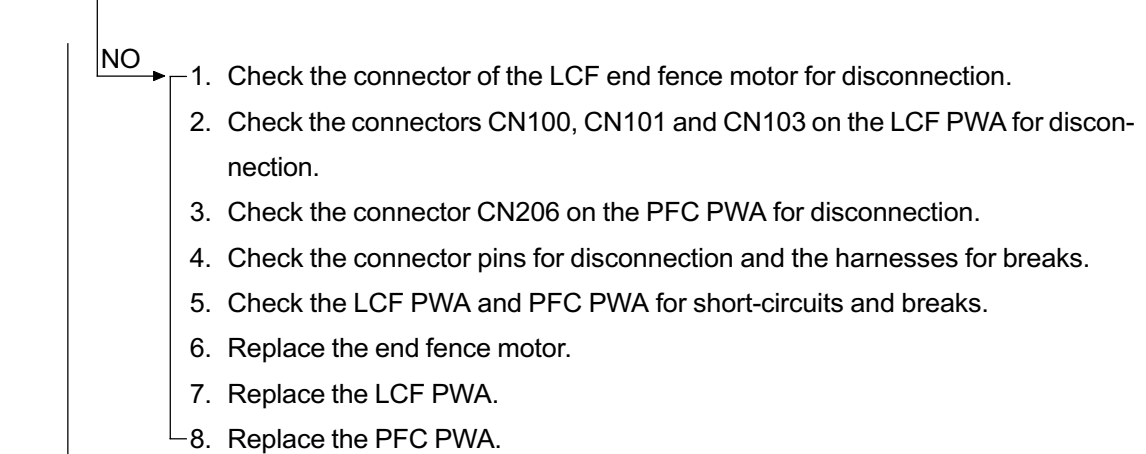 NO
1. Check the connector of the LCF end fence motor for disconnection.
2. Check the connectors CN100, CN101 and CN103 on the LCF PWA for discon-
nection.
3. Check the connector CN206 on the PFC PWA for disconnection.
4. Check the connector pins for disconnection and the harnesses for breaks.
5. Check the LCF PWA and PFC PWA for short-circuits and breaks.
6. Replace the end fence motor.
7. Replace the LCF PWA.
8. Replace the PFC PWA.